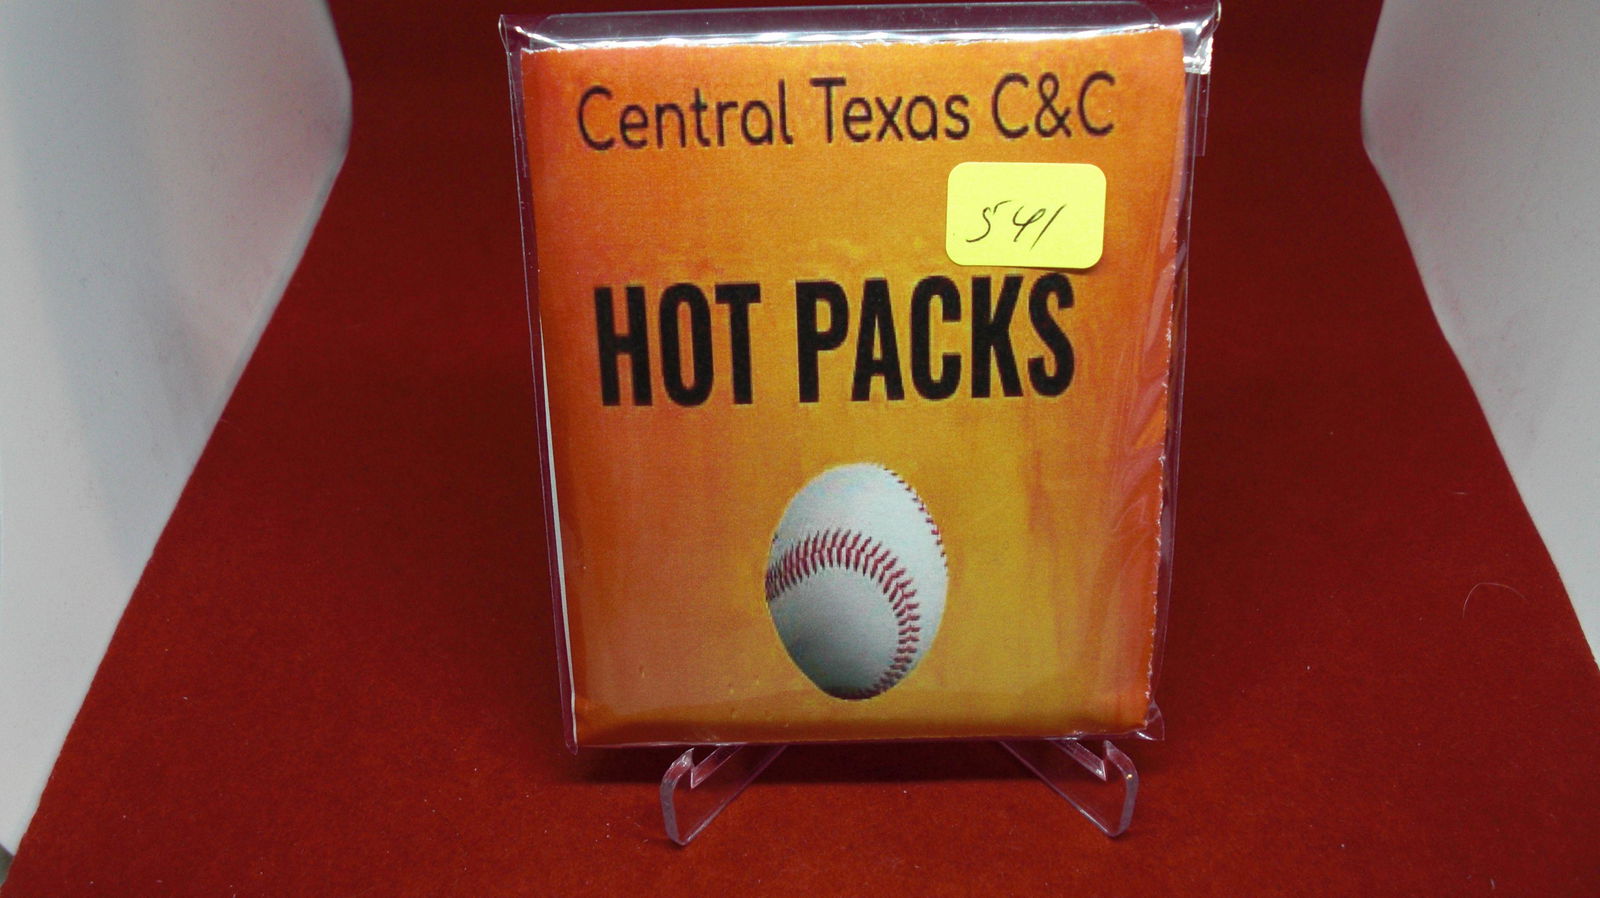 Central Texas C&C
541
HOT PACKS